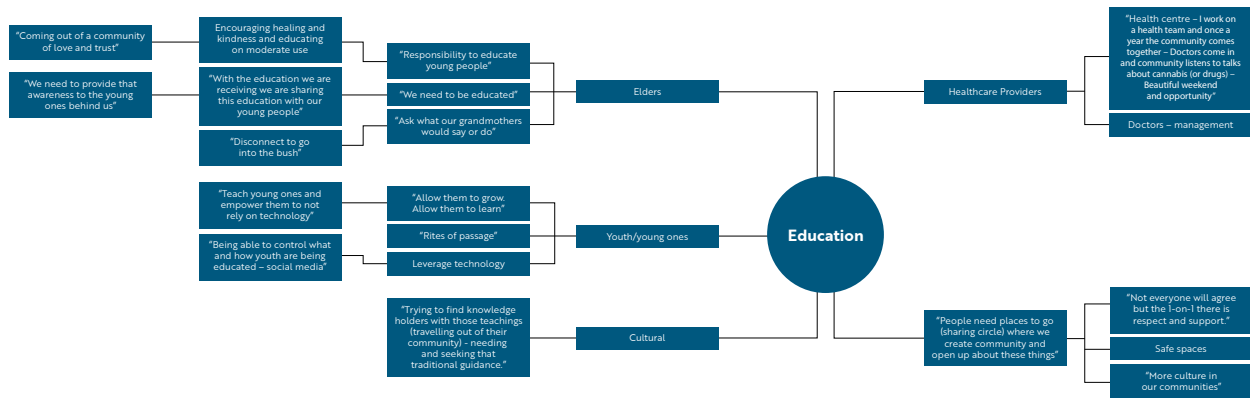 “Coming out of a community
of love and trust”
“We need to provide that
awareness to the young
ones behind us”
Encouraging healing and
kindness and educating
on moderate use
“With the education we are
receiving we are sharing
this education with our
young people”
“Disconnect to go
into the bush”
“Responsibility to educate
young people”
“We need to be educated”
“Ask what our grandmothers
would say or do”
Elders
“Teach young ones and
empower them to not
rely on technology”
“Being able to control what
and how youth are being
educated – social media”
“Allow them to grow.
Allow them to learn”
“Rites of passage”
Leverage technology
Youth/young ones
“Trying to find knowledge
holders with those teachings
(travelling out of their
community) - needing
and seeking that
traditional guidance.”
Cultural
Education
Healthcare Providers
“Health centre – I work on
a health team and once a
year the community comes
together – Doctors come in
and community listens to talks
about cannabis (or drugs) –
Beautiful weekend
and opportunity”
Doctors – management
“People need places to go
(sharing circle) where we
create community and
open up about these things”
“Not everyone will agree
but the 1-on-1 there is
respect and support.”
Safe spaces
“More culture in
our communities”